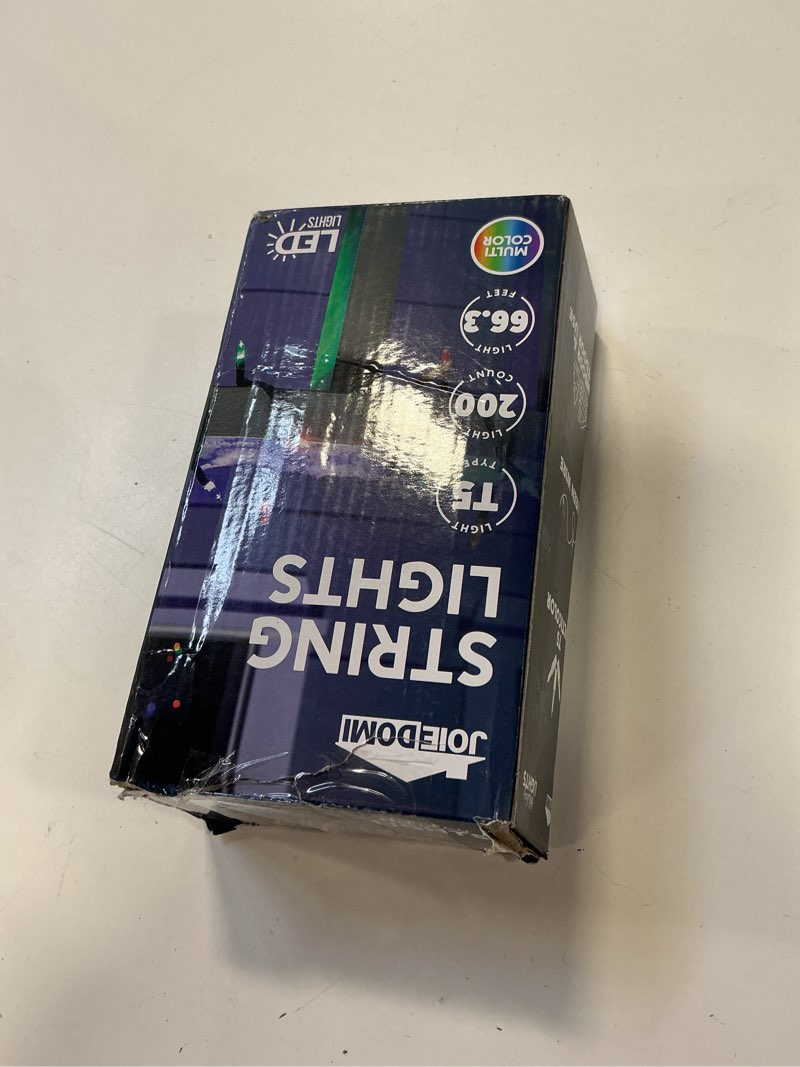 JOIEDOMI
STRING
LIGHTS
LIGHT
T5
TYPE
LIGHT
200
COUNT
LIGHT
66.3
FEET
MULTI
COLOR
LED
LIGHTS